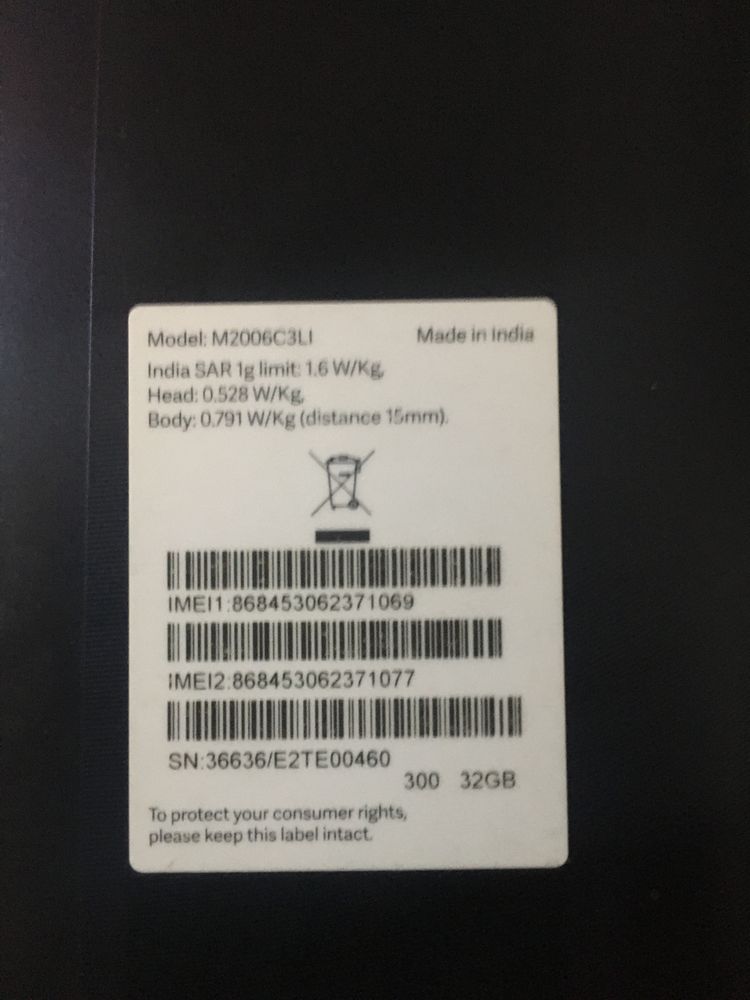 Model: M2006C3LI Made in India
India SAR 1g limit: 1.6 W/Kg,
Head: 0.528 W/Kg,
Body: 0.791 W/Kg (distance 15mm).
IMEI1:868453062371069
IMEI2:868453062371077
SN:36636/E2TE00460
300 32GB
To protect your consumer rights,
please keep this label intact.